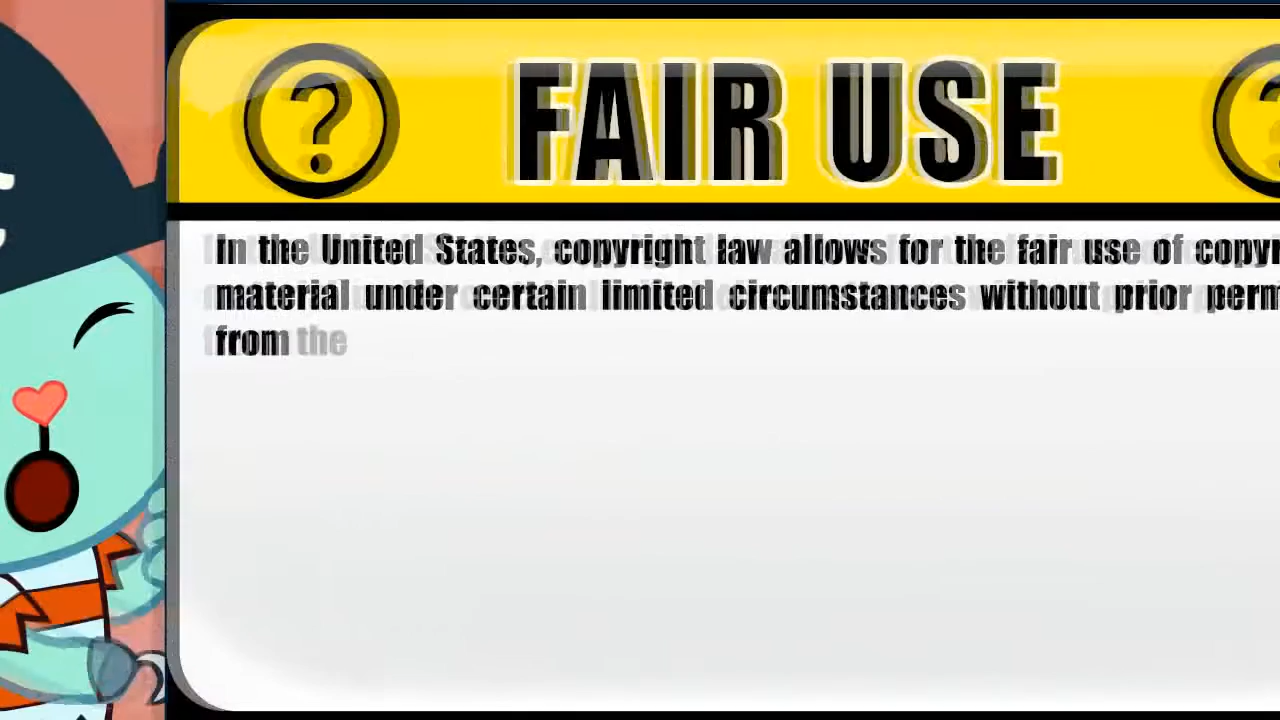 FAIR USE
In the United States, copyright law allows for the fair use of copyr
material under certain limited circumstances without prior perm
from the